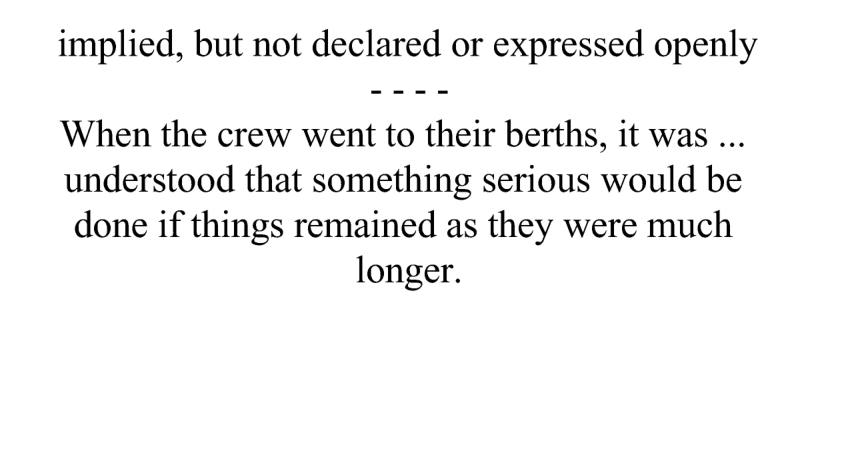 implied, but not declared or expressed openly
- - - -
When the crew went to their berths, it was ...
understood that something serious would be
done if things remained as they were much
longer.